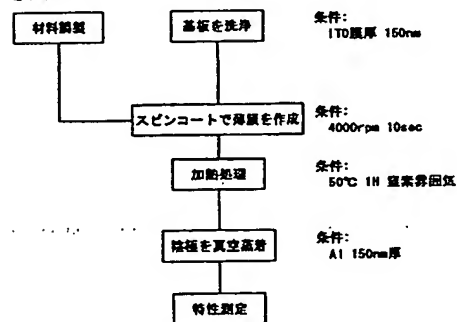 材料調製
基板を洗浄
条件:
ITO膜厚 150nm
スピンコートで薄膜を作成
条件:
4000rpm 10sec
加熱処理
条件:
50℃ 1H 窒素雰囲気
陰極を真空蒸着
条件:
Al 150nm厚
特性測定